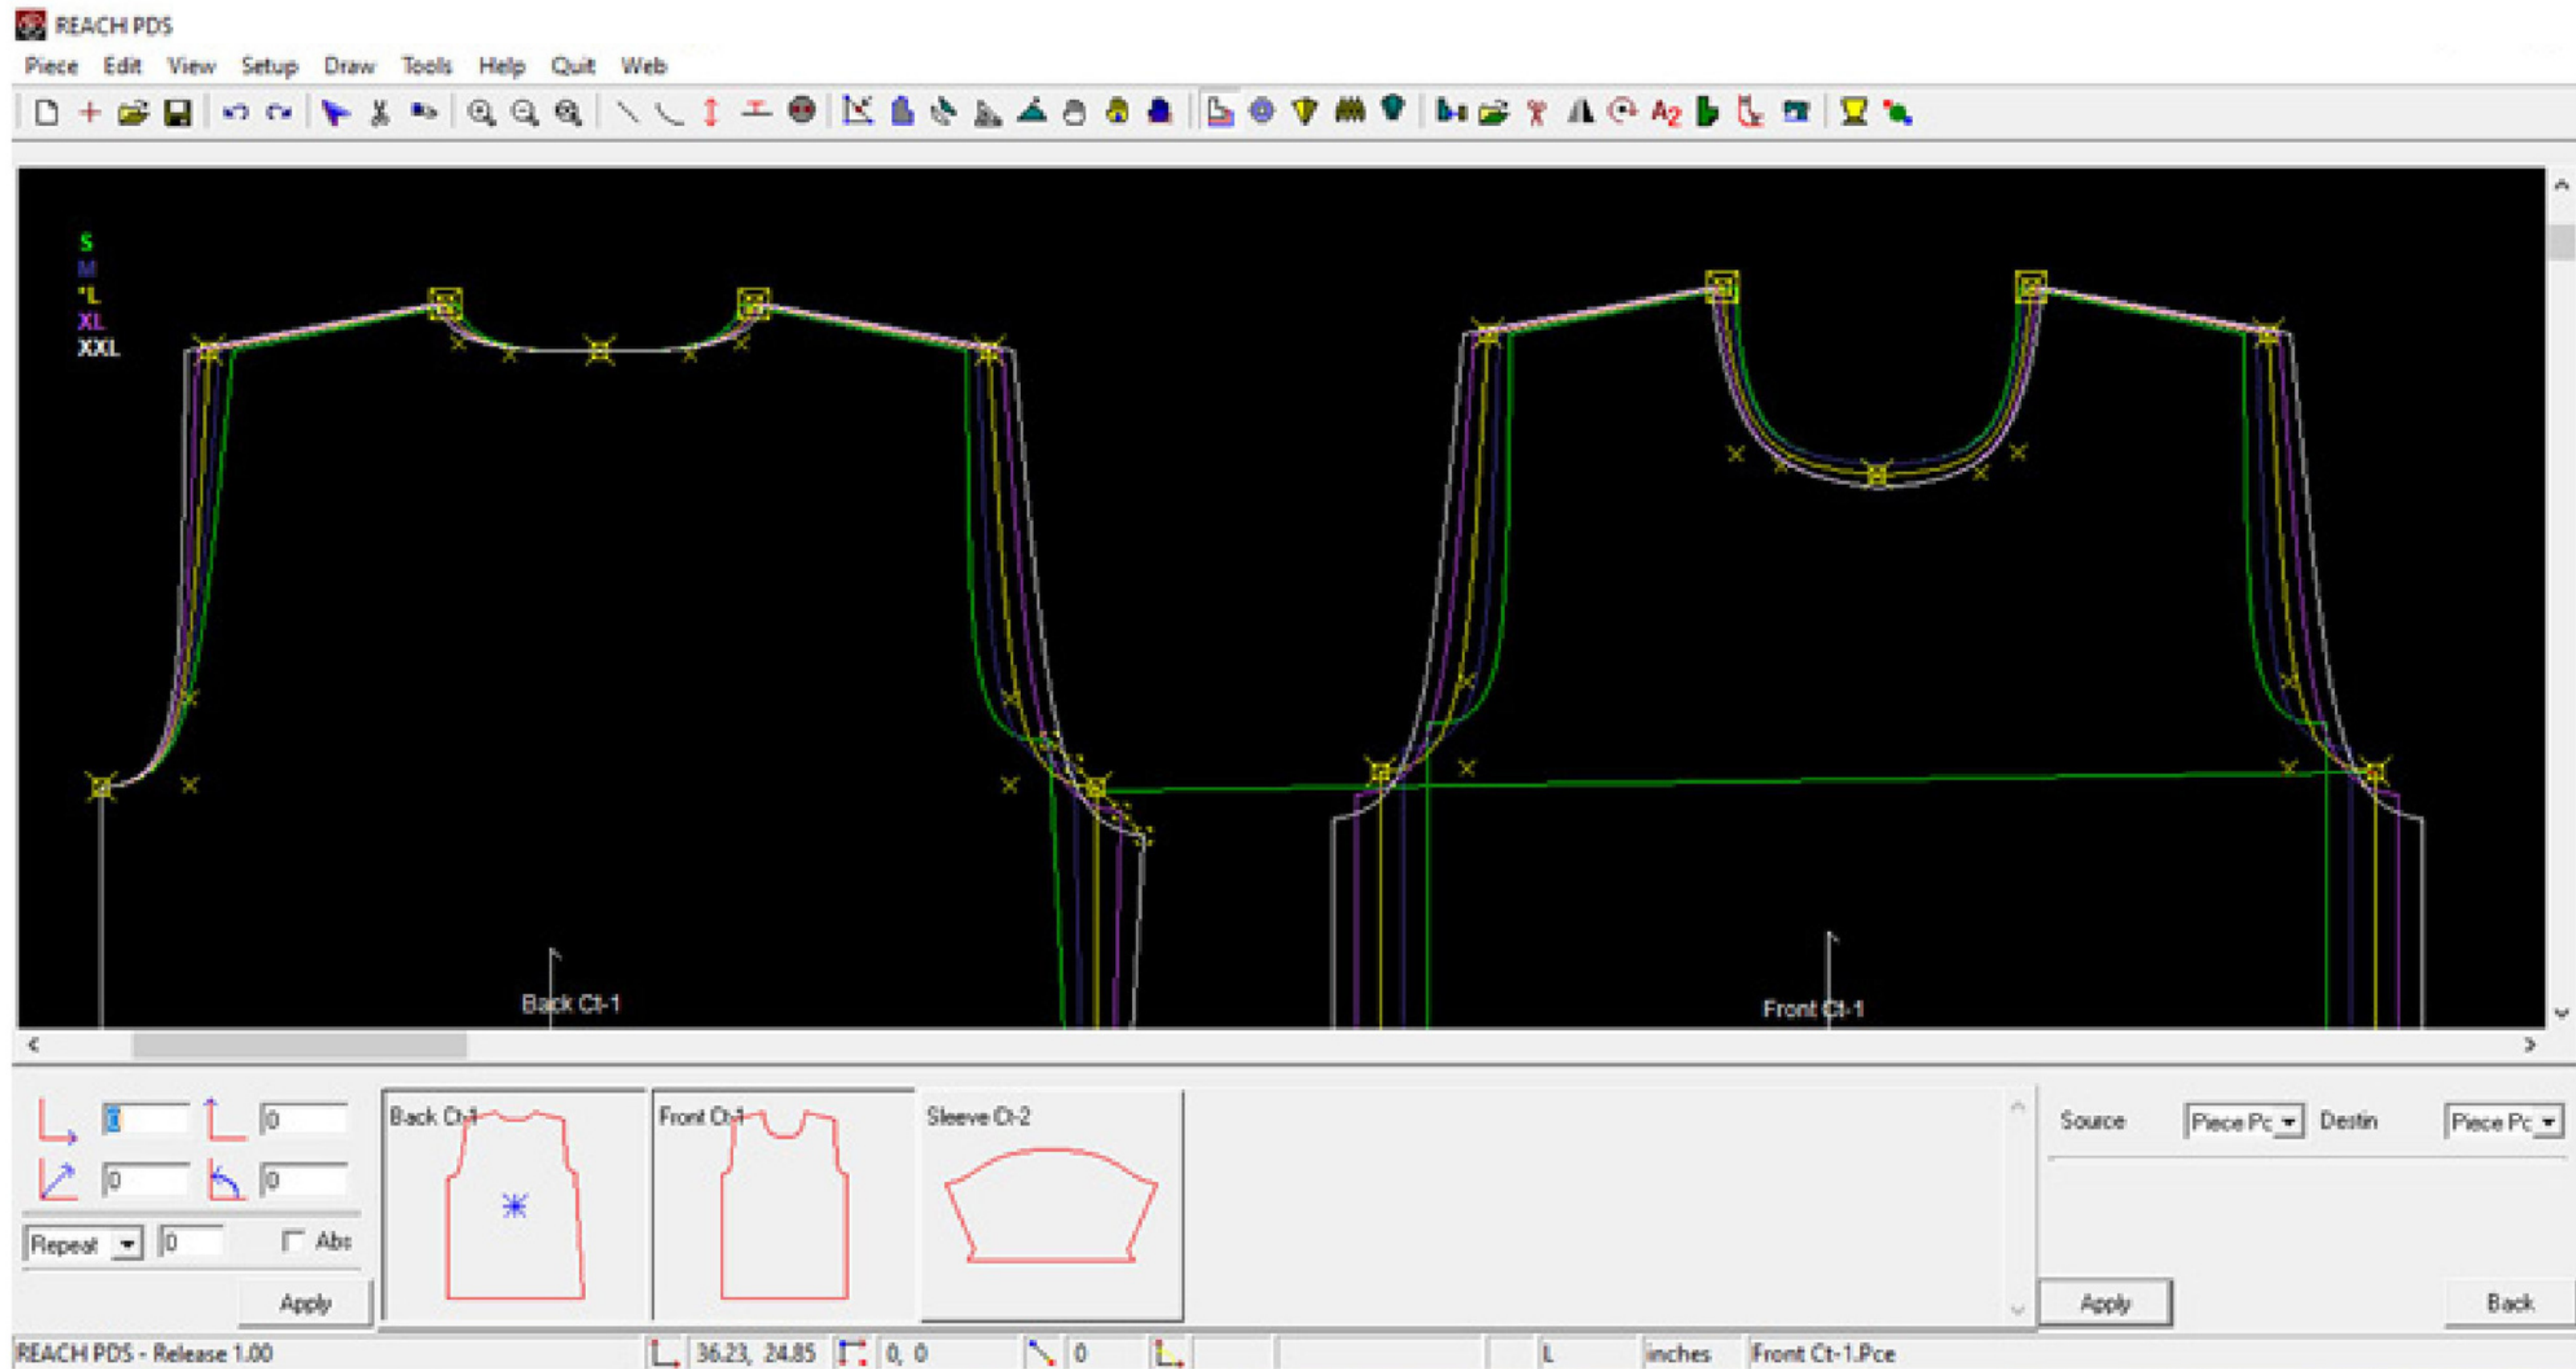 REACH PDS
Piece Edit View Setup Draw Tools Help Quit Web
A2
S
M
*L
XL
XXL
Back Ct-1
Front Ct-1
0
Back Ct-1
Front Ct-1
Sleeve Ct-2
Source
Piece Pc
Destin
Piece Pc
0
0
Repeat
0
Abs
Apply
Apply
Back
REACH PDS - Release 1.00
36.23, 24.85
0, 0
0
L
inches
Front Ct-1.Pce